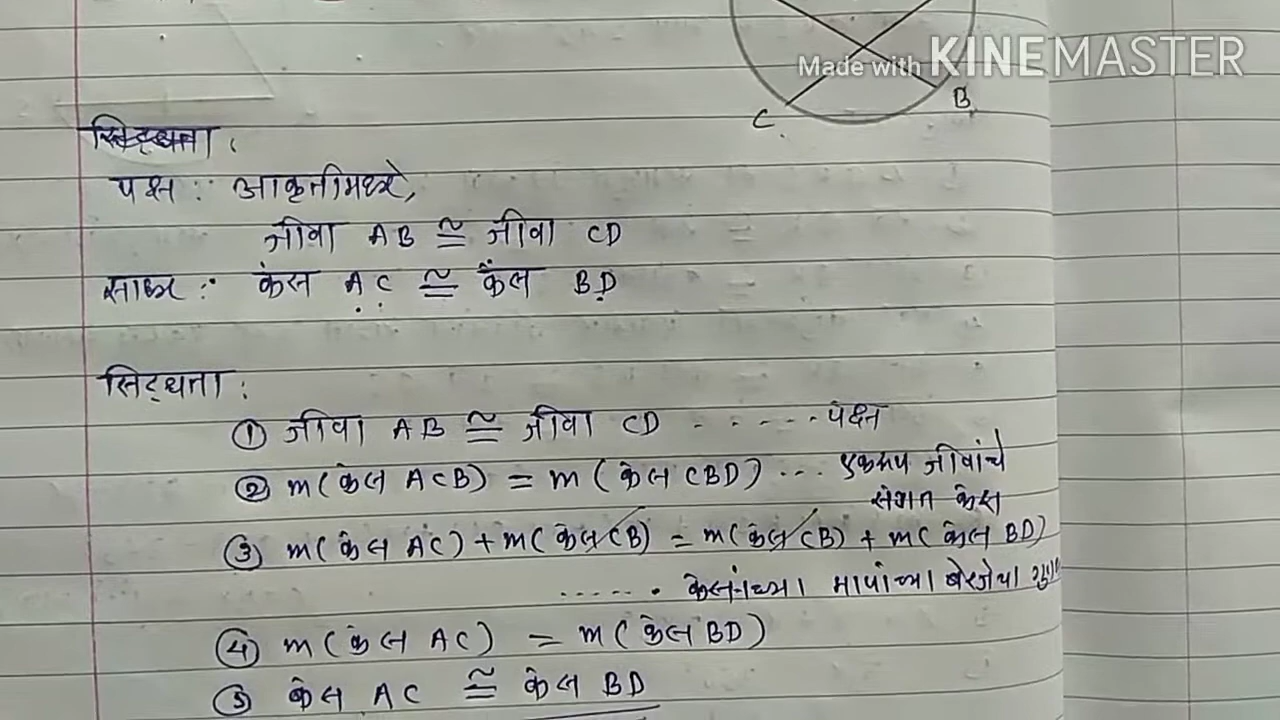 Made with KINEMASTER
C
B
सिद्धता :
पक्ष : आकृतीमध्ये,
जीवा AB ≅ जीवा CD
साध्य : कंस AC ≅ कंस BD
सिद्धता :
① जीवा AB ≅ जीवा CD ...... पक्ष
② m(कंस ACB) = m(कंस CBD) ... एकरूप जीवांचे
संगत कंस
③ m(कंस AC) + m(कंस CB) = m(कंस CB) + m(कंस BD)
...... कंसांच्या मापांच्या बेरजेचा
④ m(कंस AC) = m(कंस BD)
⑤ कंस AC ≅ कंस BD